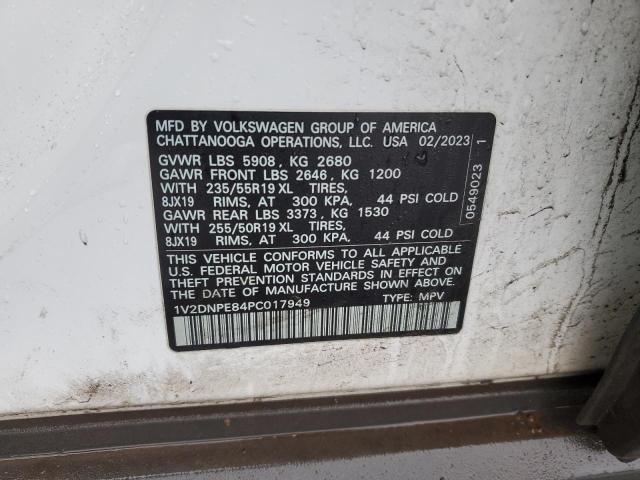 MFD BY VOLKSWAGEN GROUP OF AMERICA
CHATTANOOGA OPERATIONS, LLC. USA 02/2023
GVWR LBS 5908, KG 2680
GAWR FRONT LBS 2646, KG 1200
WITH 235/55R19 XL TIRES,
8JX19 RIMS, AT 300 KPA, 44 PSI COLD
GAWR REAR LBS 3373, KG 1530
WITH 255/50R19 XL TIRES,
8JX19 RIMS, AT 300 KPA, 44 PSI COLD
THIS VEHICLE CONFORMS TO ALL APPLICABLE
U.S. FEDERAL MOTOR VEHICLE SAFETY AND
THEFT PREVENTION STANDARDS IN EFFECT ON
THE DATE OF MANUFACTURE SHOWN ABOVE.
1V2DNPE84PC017949 TYPE: MPV
0549023 1